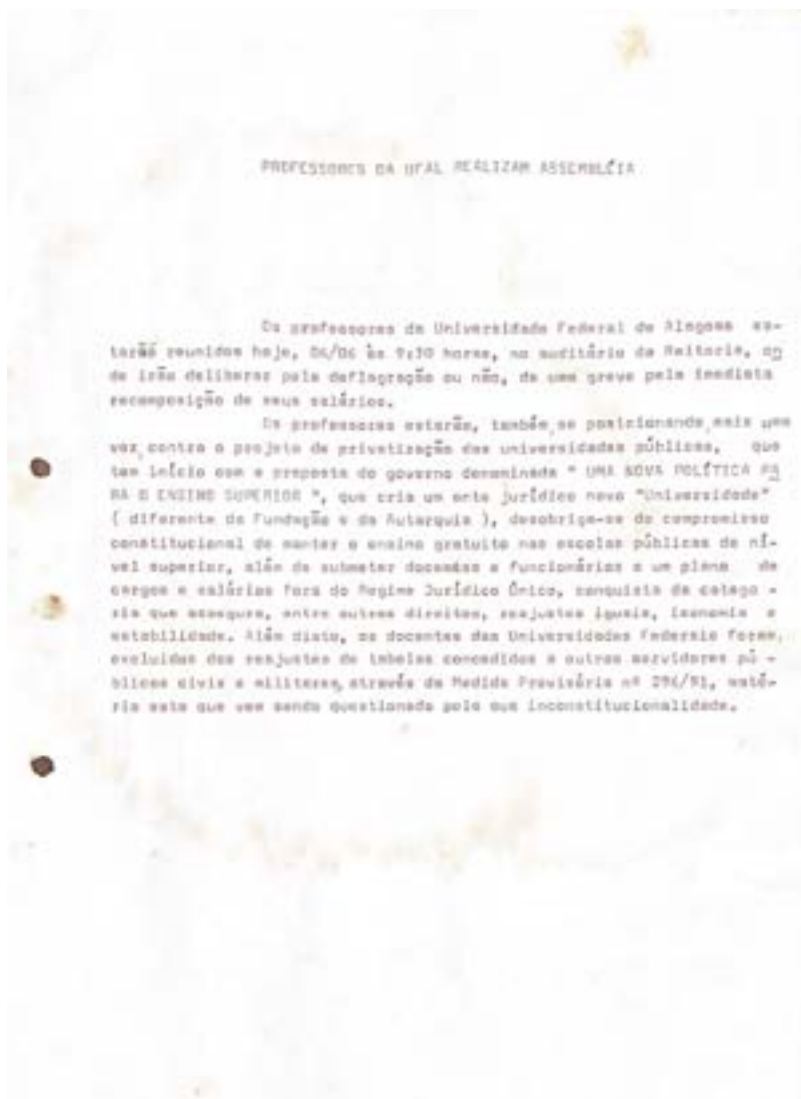 PROFESSORES DA UFAL REALIZAM ASSEMBLÉIA
Os professores da Universidade Federal de Alagoas es-
tarão reunidos hoje, 06/06 às 9:30 horas, no auditório da Reitoria, on
de irão deliberar pela deflagração ou não, de uma greve pela imediata
recomposição de seus salários.
Os professores estarão, também, se posicionando, mais uma
vez, contra o projeto de privatização das universidades públicas, que
tem início com a proposta do governo denominada " UMA NOVA POLÍTICA PA
RA O ENSINO SUPERIOR ", que cria um ente jurídico novo "Universidade"
( diferente da Fundação e da Autarquia ), desobriga-se do compromisso
constitucional de manter o ensino gratuito nas escolas públicas de ní-
vel superior, além de submeter docentes e funcionários a um plano de
cargos e salários fora do Regime Jurídico Único, conquista da catego -
ria que assegura, entre outros direitos, reajustes iguais, isonomia e
estabilidade. Além disto, os docentes das Universidades Federais foram,
excluídos dos reajustes de tabelas concedidos a outros servidores pú -
blicos civis e militares, através da Medida Provisória nº 296/91, maté-
ria esta que vem sendo questionada pela sua inconstitucionalidade.